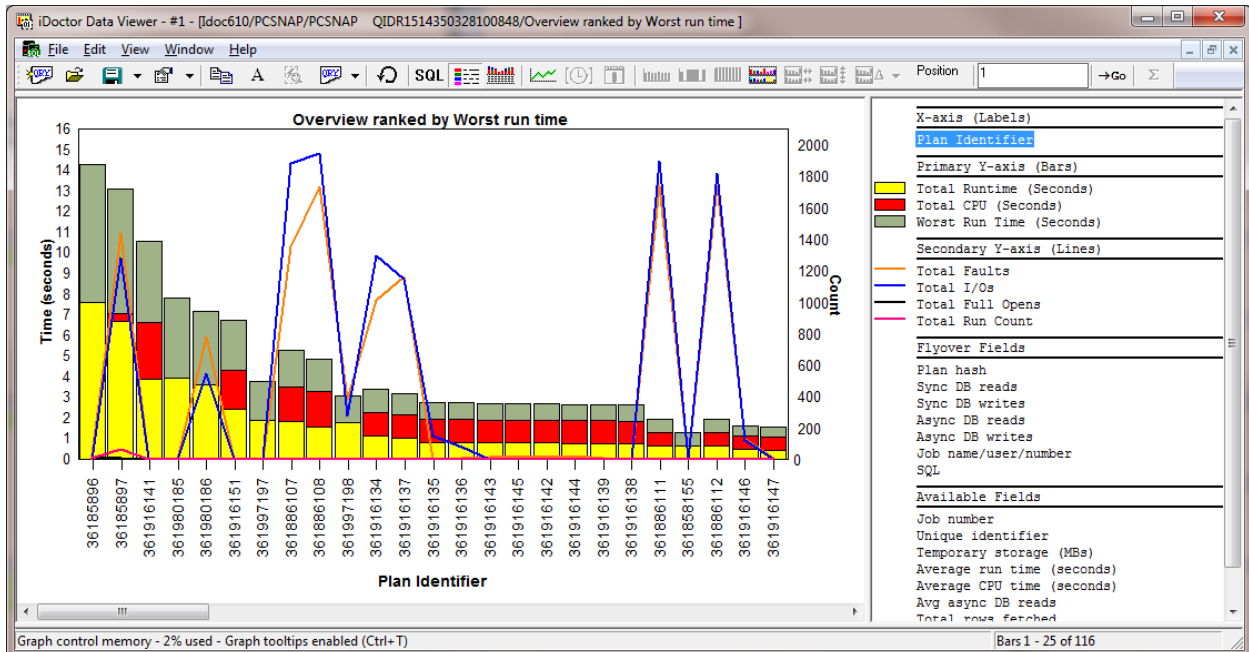 iDoctor Data Viewer - #1 - [Idoc610/PCSNAP/PCSNAP QIDR1514350328100848/Overview ranked by Worst run time ]
File Edit View Window Help
SQL Position 1 →Go Σ
Overview ranked by Worst run time
Time (seconds)
16
15
14
13
12
11
10
9
8
7
6
5
4
3
2
1
0
2000
1800
1600
1400
1200
1000
800
600
400
200
0
Count
36185896
36185897
361916141
361980185
361980186
361916151
361997197
361886107
361886108
361997198
361916134
361916137
361916135
361916136
361916143
361916145
361916142
361916144
361916139
361916138
361886111
361858155
361886112
361916146
361916147
Plan Identifier
X-axis (Labels)
Plan Identifier
Primary Y-axis (Bars)
Total Runtime (Seconds)
Total CPU (Seconds)
Worst Run Time (Seconds)
Secondary Y-axis (Lines)
Total Faults
Total I/Os
Total Full Opens
Total Run Count
Flyover Fields
Plan hash
Sync DB reads
Sync DB writes
Async DB reads
Async DB writes
Job name/user/number
SQL
Available Fields
Job number
Unique identifier
Temporary storage (MBs)
Average run time (seconds)
Average CPU time (seconds)
Avg async DB reads
Total rows fetched
Graph control memory - 2% used - Graph tooltips enabled (Ctrl+T)
Bars 1 - 25 of 116